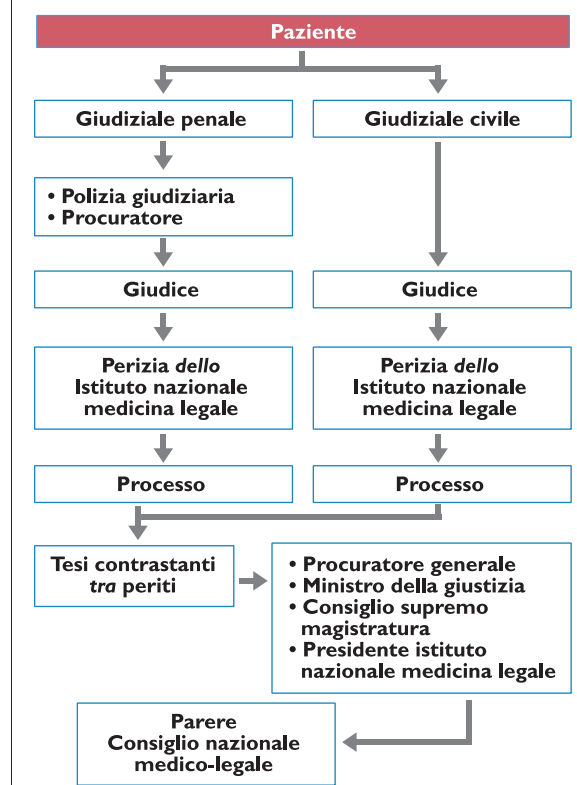 Paziente
Giudiziale penale
Giudiziale civile
• Polizia giudiziaria
• Procuratore
Giudice
Giudice
Perizia dello
Istituto nazionale
medicina legale
Perizia dello
Istituto nazionale
medicina legale
Processo
Processo
Tesi contrastanti
tra periti
• Procuratore generale
• Ministro della giustizia
• Consiglio supremo
magistratura
• Presidente istituto
nazionale medicina legale
Parere
Consiglio nazionale
medico-legale